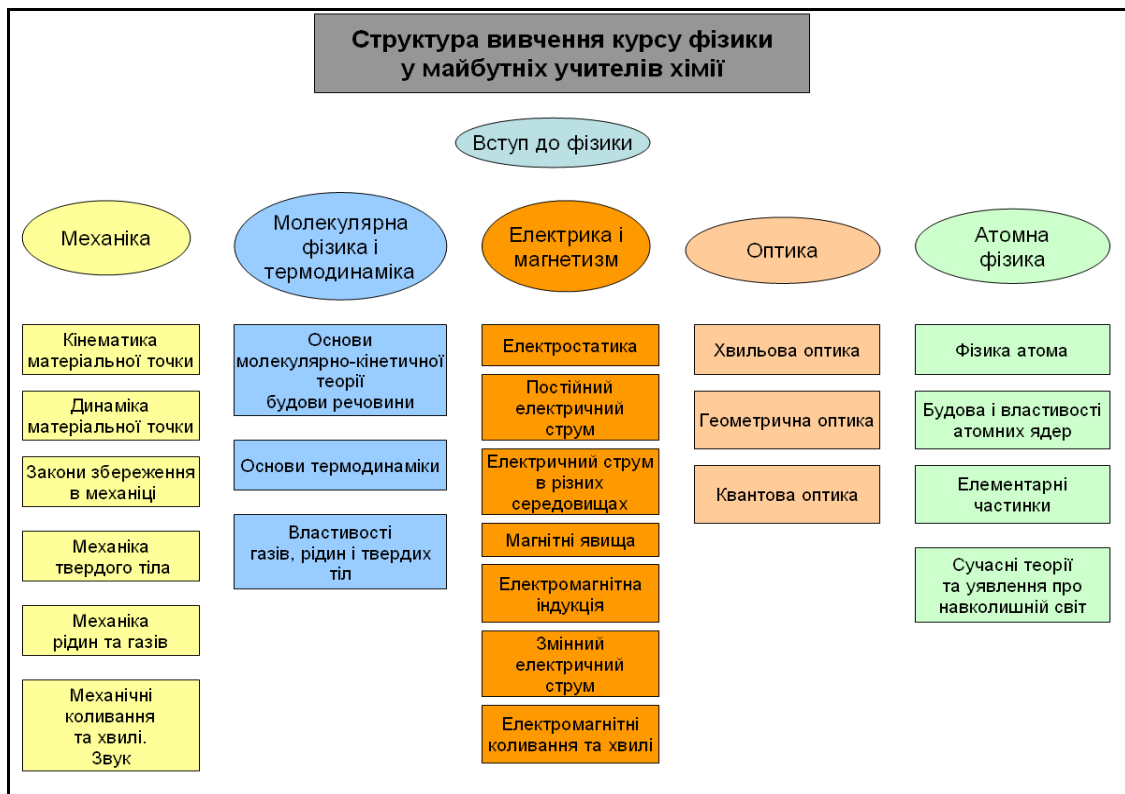 Структура вивчення курсу фізики
у майбутніх учителів хімії
Вступ до фізики
Механіка
Молекулярна
фізика і
термодинаміка
Електрика і
магнетизм
Оптика
Атомна
фізика
Кінематика
матеріальної точки
Динаміка
матеріальної точки
Закони збереження
в механіці
Механіка
твердого тіла
Механіка
рідин та газів
Механічні
коливання
та хвилі.
Звук
Основи
молекулярно-кінетичної
теорії
будови речовини
Основи термодинаміки
Властивості
газів, рідин і твердих
тіл
Електростатика
Постійний
електричний
струм
Електричний струм
в різних
середовищах
Магнітні явища
Електромагнітна
індукція
Змінний
електричний
струм
Електромагнітні
коливання та хвилі
Хвильова оптика
Геометрична оптика
Квантова оптика
Фізика атома
Будова і властивості
атомних ядер
Елементарні
частинки
Сучасні теорії
та уявлення про
навколишній світ